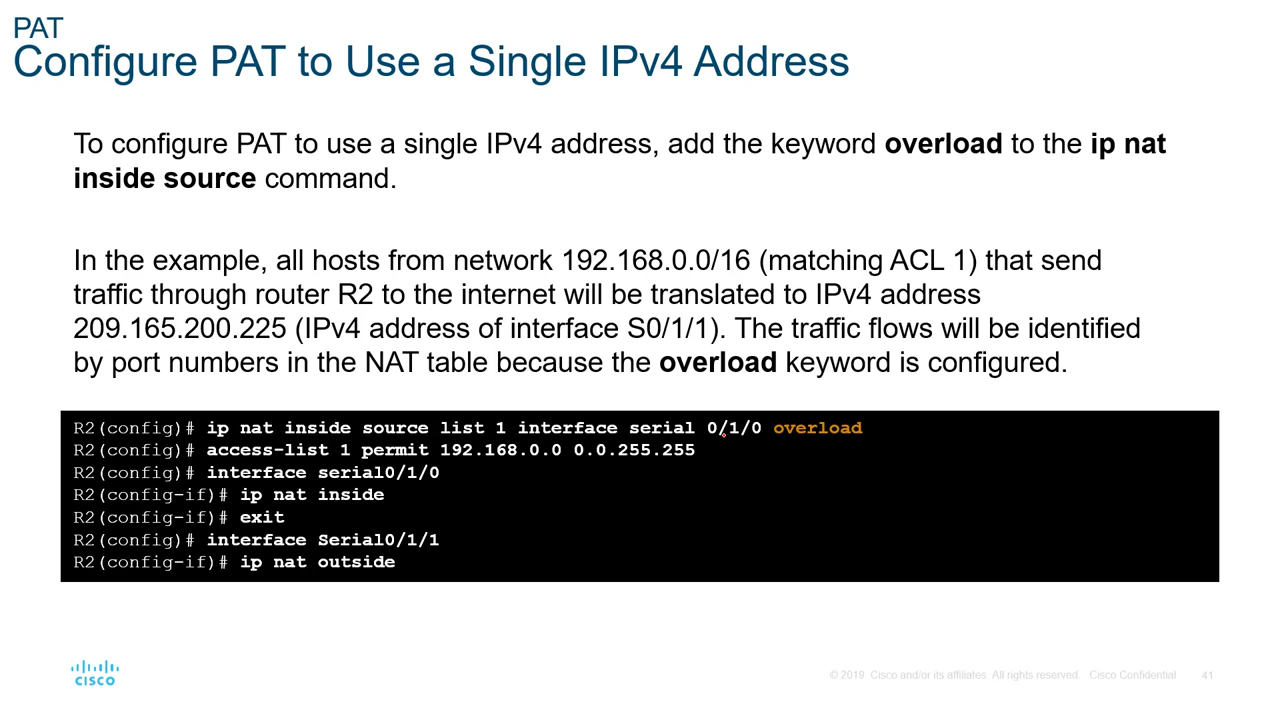 PAT
Configure PAT to Use a Single IPv4 Address
To configure PAT to use a single IPv4 address, add the keyword overload to the ip nat
inside source command.
In the example, all hosts from network 192.168.0.0/16 (matching ACL 1) that send
traffic through router R2 to the internet will be translated to IPv4 address
209.165.200.225 (IPv4 address of interface S0/1/1). The traffic flows will be identified
by port numbers in the NAT table because the overload keyword is configured.
R2(config)# ip nat inside source list 1 interface serial 0/1/0 overload
R2(config)# access-list 1 permit 192.168.0.0 0.0.255.255
R2(config)# interface serial0/1/0
R2(config-if)# ip nat inside
R2(config-if)# exit
R2(config)# interface Serial0/1/1
R2(config-if)# ip nat outside
CISCO
© 2019 Cisco and/or its affiliates. All rights reserved. Cisco Confidential 41